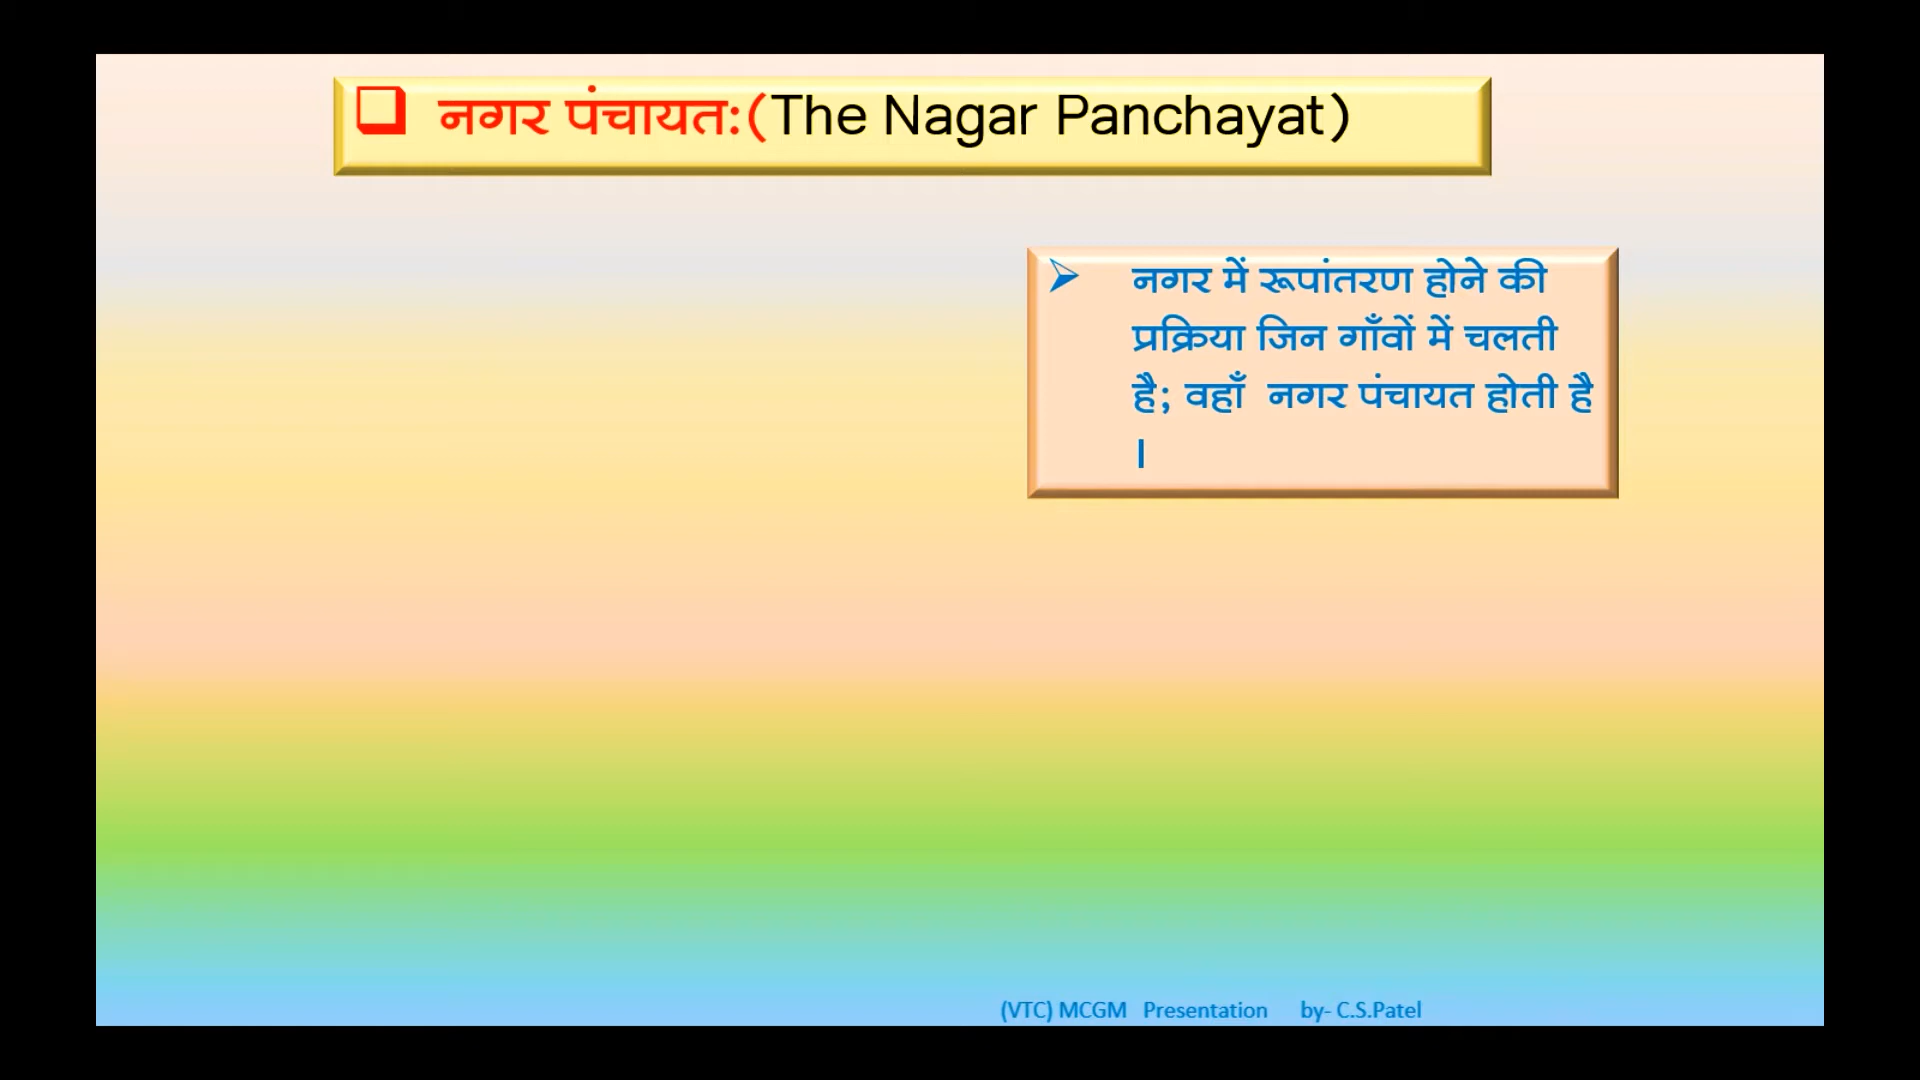 नगर पंचायत:(The Nagar Panchayat)
नगर में रूपांतरण होने की
प्रक्रिया जिन गाँवों में चलती
है; वहाँ नगर पंचायत होती है
।
(VTC) MCGM Presentation by- C.S.Patel